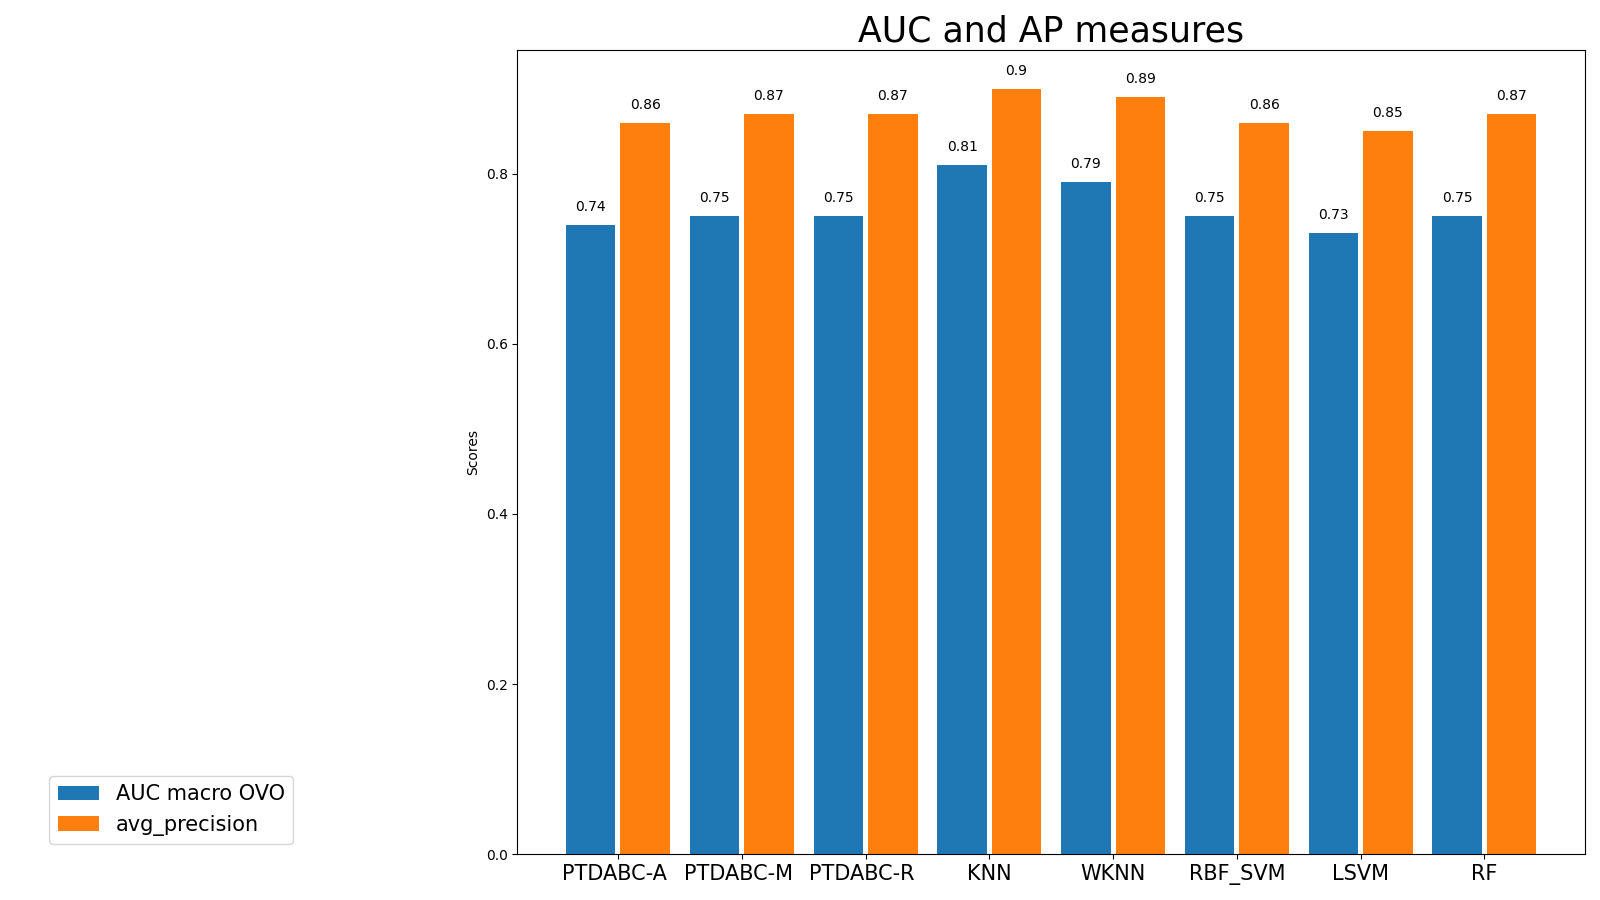 AUC and AP measures
0.86 0.87 0.87 0.9 0.89 0.86 0.85 0.87
0.74 0.75 0.75 0.81 0.79 0.75 0.73 0.75
0.8
0.6
Scores
0.4
0.2
0.0
PTDABC-A PTDABC-M PTDABC-R KNN WKNN RBF_SVM LSVM RF
AUC macro OVO
avg_precision